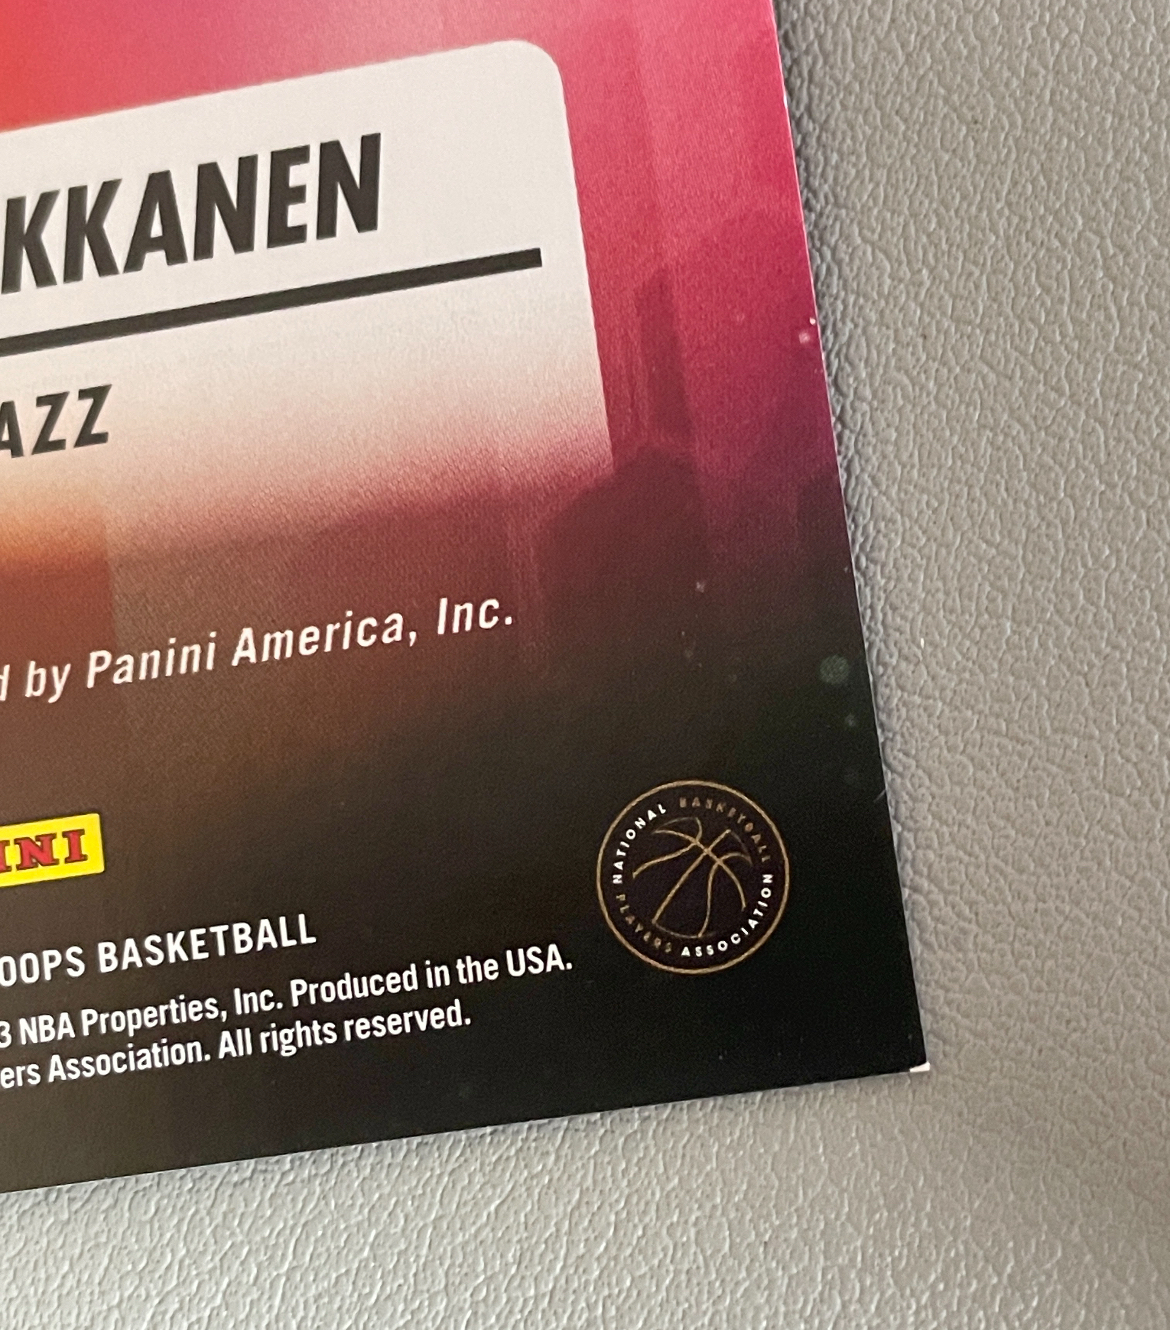 KKANEN
AZZ
d by Panini America, Inc.
INI
OOPS BASKETBALL
3 NBA Properties, Inc. Produced in the USA.
ers Association. All rights reserved.
NATIONAL BASKETBALL PLAYERS ASSOCIATION